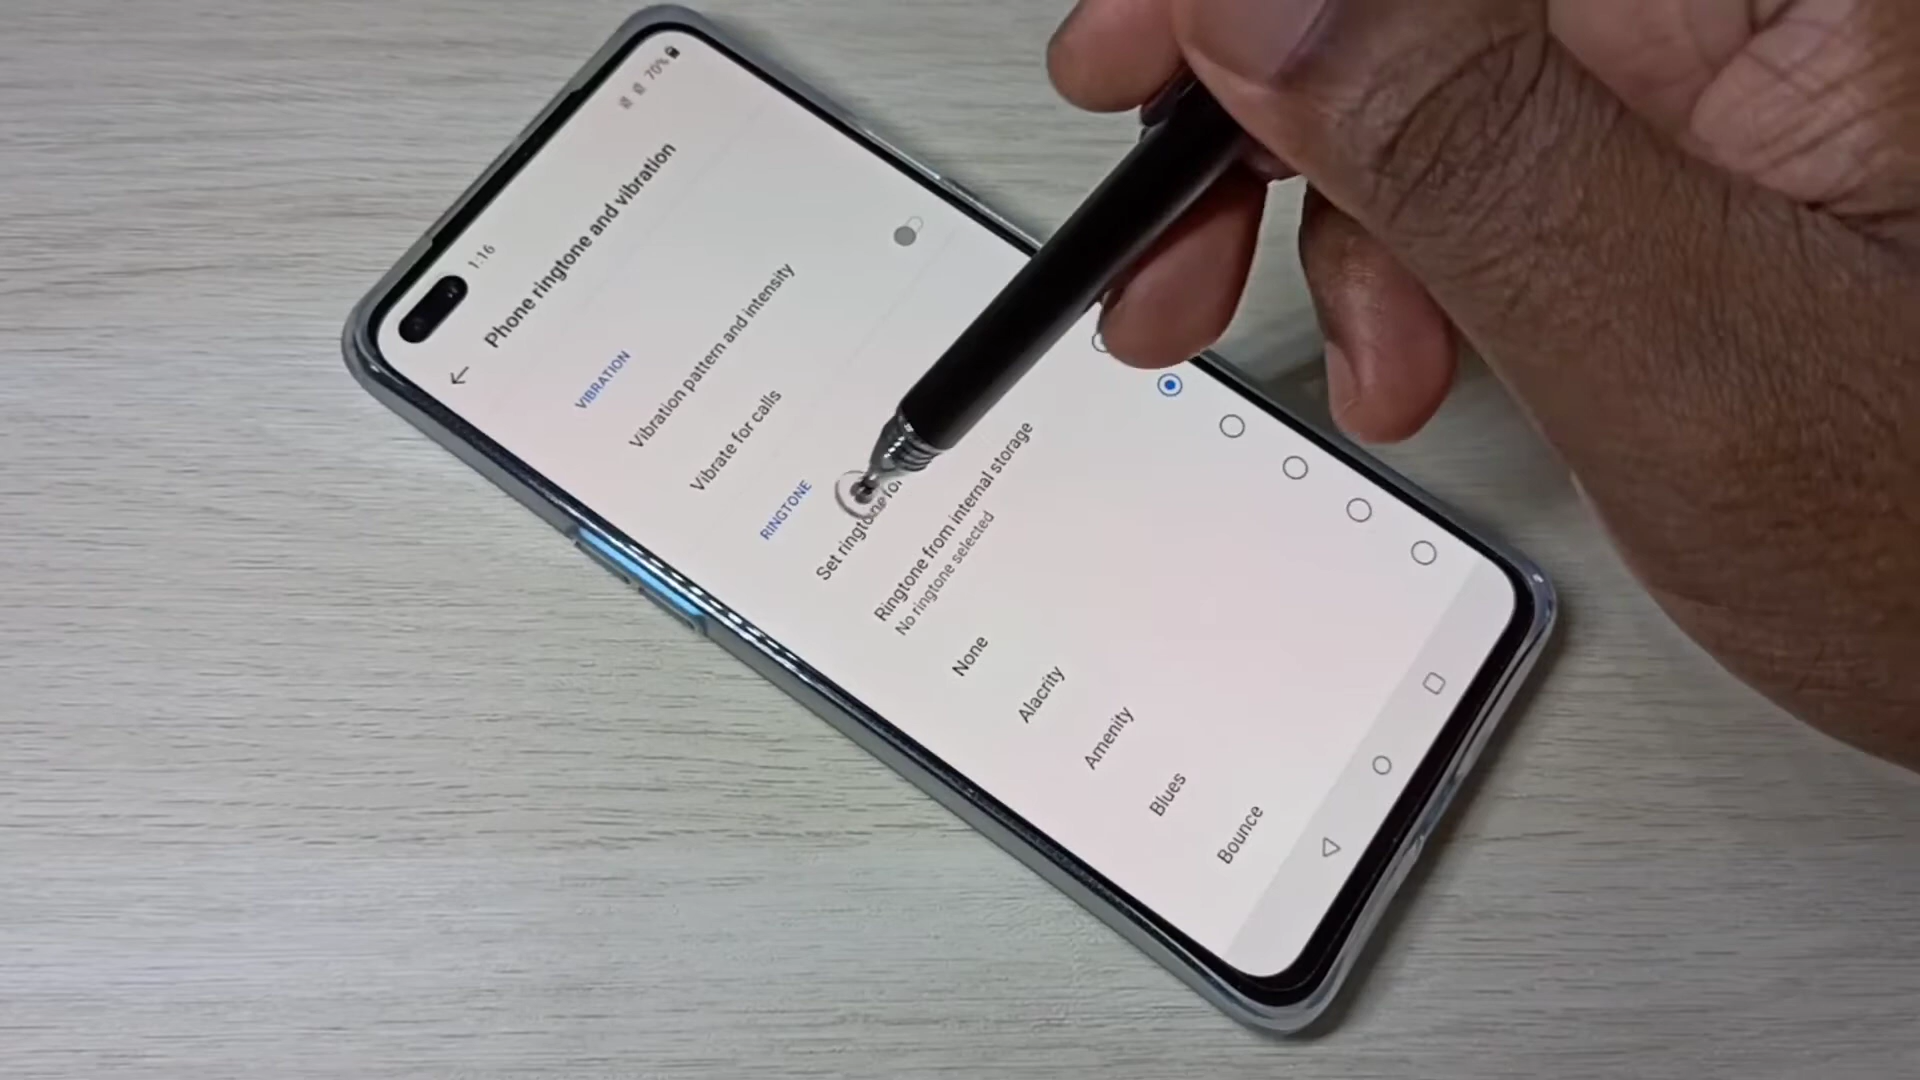 1:16
70%
Phone ringtone and vibration
VIBRATION
Vibration pattern and intensity
Vibrate for calls
RINGTONE
Set ringtone for
Ringtone from internal storage
No ringtone selected
None
Alacrity
Amenity
Blues
Bounce